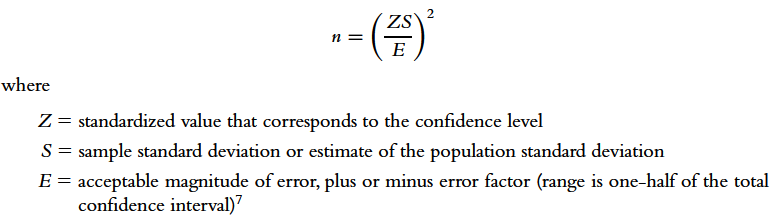 n = (ZS/E)²
where
Z = standardized value that corresponds to the confidence level
S = sample standard deviation or estimate of the population standard deviation
E = acceptable magnitude of error, plus or minus error factor (range is one-half of the total
confidence interval)⁷